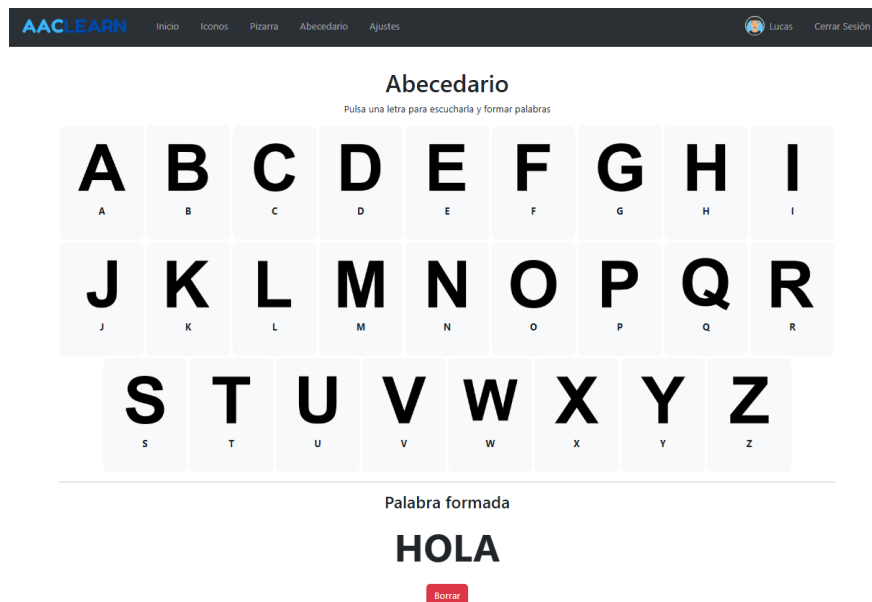 AACLEARN Inicio Iconos Pizarra Abecedario Ajustes Lucas Cerrar Sesión
Abecedario
Pulsa una letra para escucharla y formar palabras
A B C D E F G H I
A B C D E F G H I
J K L M N O P Q R
J K L M N O P Q R
S T U V W X Y Z
S T U V W X Y Z
Palabra formada
HOLA
Borrar